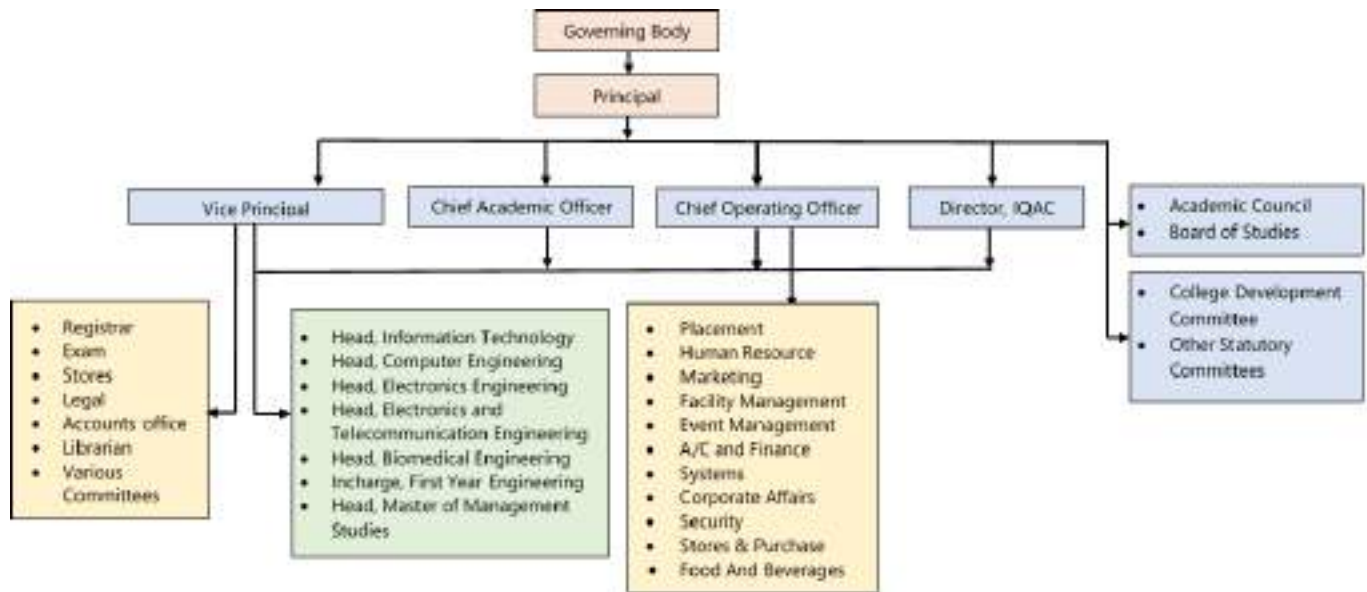 Governing Body
Principal
Vice Principal
Chief Academic Officer
Chief Operating Officer
Director, IQAC
• Academic Council
• Board of Studies
• College Development
Committee
• Other Statutory
Committees
• Registrar
• Exam
• Stores
• Legal
• Accounts office
• Librarian
• Various
Committees
• Head, Information Technology
• Head, Computer Engineering
• Head, Electronics Engineering
• Head, Electronics and
Telecommunication Engineering
• Head, Biomedical Engineering
• Incharge, First Year Engineering
• Head, Master of Management
Studies
• Placement
• Human Resource
• Marketing
• Facility Management
• Event Management
• A/C and Finance
• Systems
• Corporate Affairs
• Security
• Stores & Purchase
• Food And Beverages